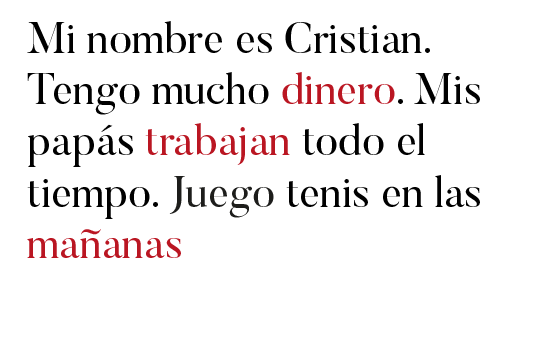 Mi nombre es Cristian.
Tengo mucho dinero. Mis
papás trabajan todo el
tiempo. Juego tenis en las
mañanas